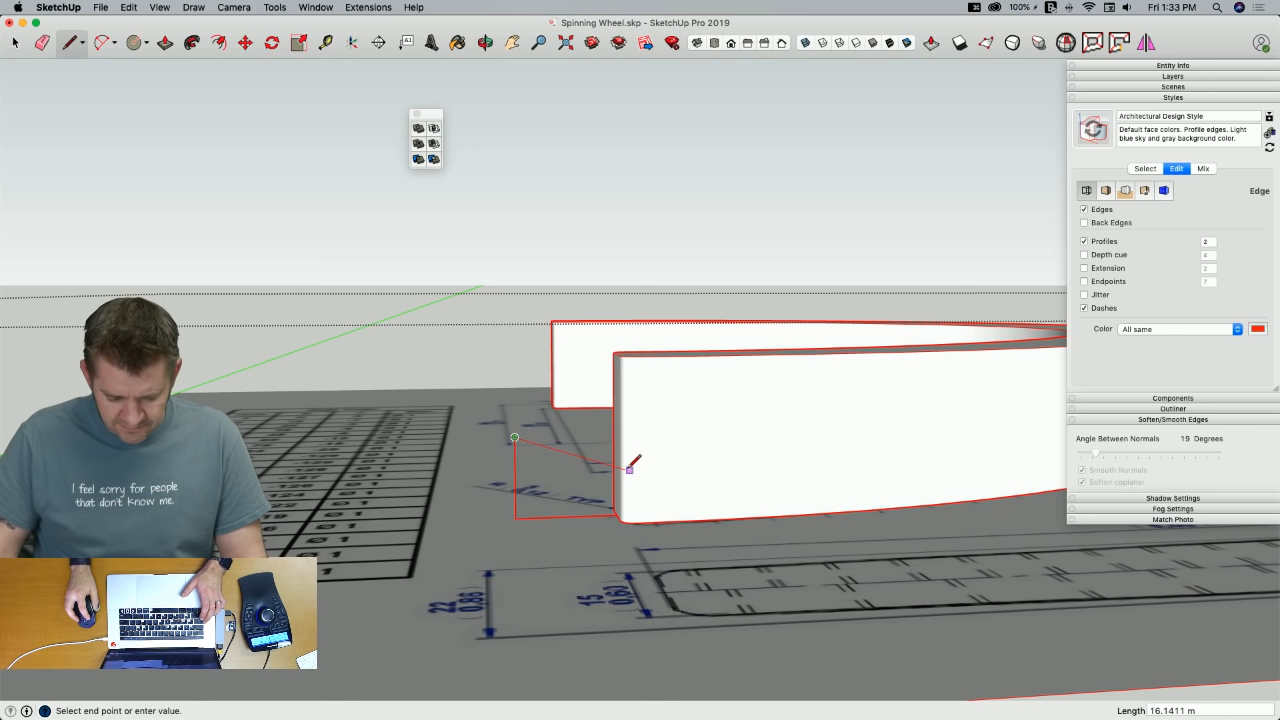 SketchUp File Edit View Draw Camera Tools Window Extensions Help
100% Fri 1:33 PM
Spinning Wheel.skp - SketchUp Pro 2019
Entity Info
Layers
Scenes
Styles
Architectural Design Style
Default face colors. Profile edges. Light
blue sky and gray background color.
Select Edit Mix
Edge
Edges
Back Edges
Profiles 2
Depth cue 4
Extension 2
Endpoints 7
Jitter
Dashes
Color All same
Components
Outliner
Soften/Smooth Edges
Angle Between Normals 19 Degrees
Smooth Normals
Soften coplanar
Shadow Settings
Fog Settings
Match Photo
I feel sorry for people
that don't know me.
22
0,88
15
Select end point or enter value.
Length 16.1411 m